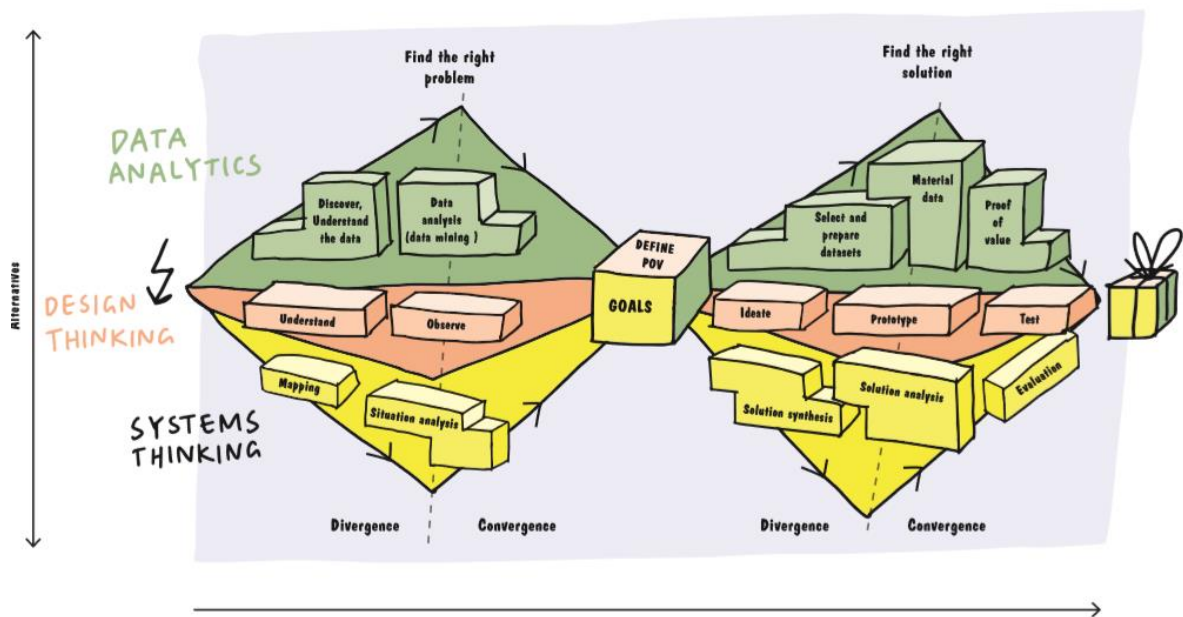 Find the right
problem
Find the right
solution
DATA
ANALYTICS
Discover,
Understand
the data
Data
analysis
(data mining )
Select and
prepare
datasets
Material
data
Proof
of
value
DEFINE
POV
GOALS
Alternatives
DESIGN
THINKING
Understand
Observe
Ideate
Prototype
Test
SYSTEMS
THINKING
Mapping
Situation analysis
Solution synthesis
Solution analysis
Evaluation
Divergence
Convergence
Divergence
Convergence